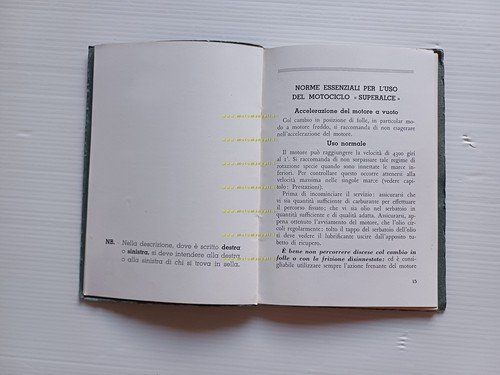 NB. - Nella descrizione, dove è scritto destra
o sinistra, si deve intendere alla destra
o alla sinistra di chi si trova in sella.
NORME ESSENZIALI PER L'USO
DEL MOTOCICLO « SUPERALCE »
Accelerazione del motore a vuoto
Col cambio in posizione di folle, in particolar mo-
do a motore freddo, si raccomanda di non esagerare
nell'accelerazione del motore.
Uso normale
Il motore può raggiungere la velocità di 4300 giri
al 1'. Si raccomanda di non sorpassare tale regime di
rotazione specie quando sono innestate le marce in-
feriori. Per controllare questo occorre attenersi alla
velocità massima nelle singole marce (vedere capi-
tolo: Prestazioni).
Prima di incominciare il servizio: assicurarsi che
vi sia quantità sufficiente di carburante per effettuare
il percorso fissato; che vi sia olio nel serbatoio in
quantità sufficiente e di qualità adatta. Assicurarsi, ap-
pena ottenuto l'avviamento del motore, che l'olio cir-
coli regolarmente: tolto il tappo del serbatoio dell'olio
si deve vedere il lubrificante uscire dall'apposito tu-
betto di ricupero.
È bene non percorrere discese col cambio in
folle o con la frizione disinnestata: ed è consi-
gliabile utilizzare sempre l'azione frenante del motore
13